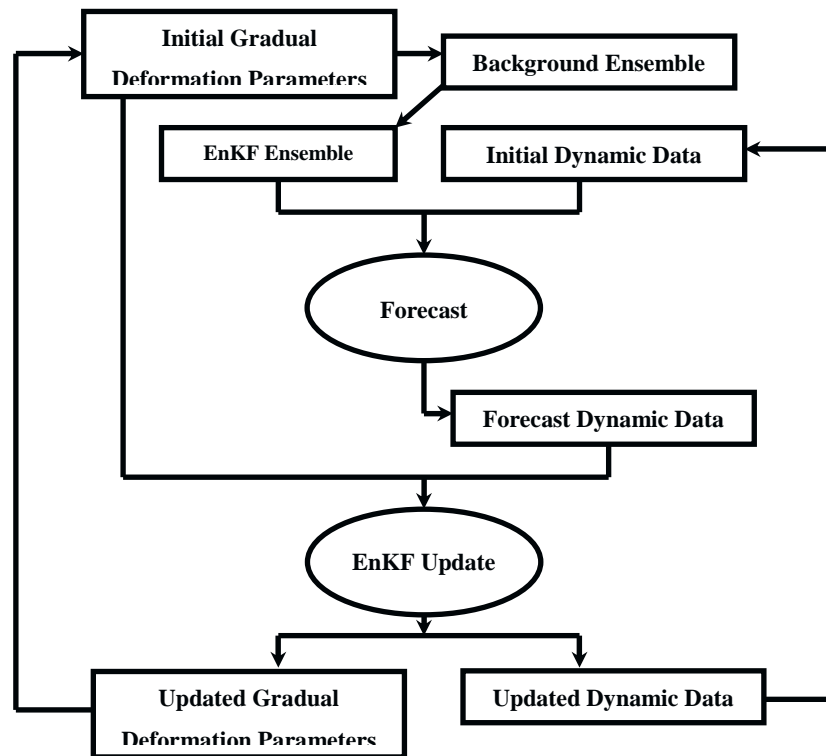 Initial Gradual
Deformation Parameters
Background Ensemble
EnKF Ensemble
Initial Dynamic Data
Forecast
Forecast Dynamic Data
EnKF Update
Updated Gradual
Deformation Parameters
Updated Dynamic Data